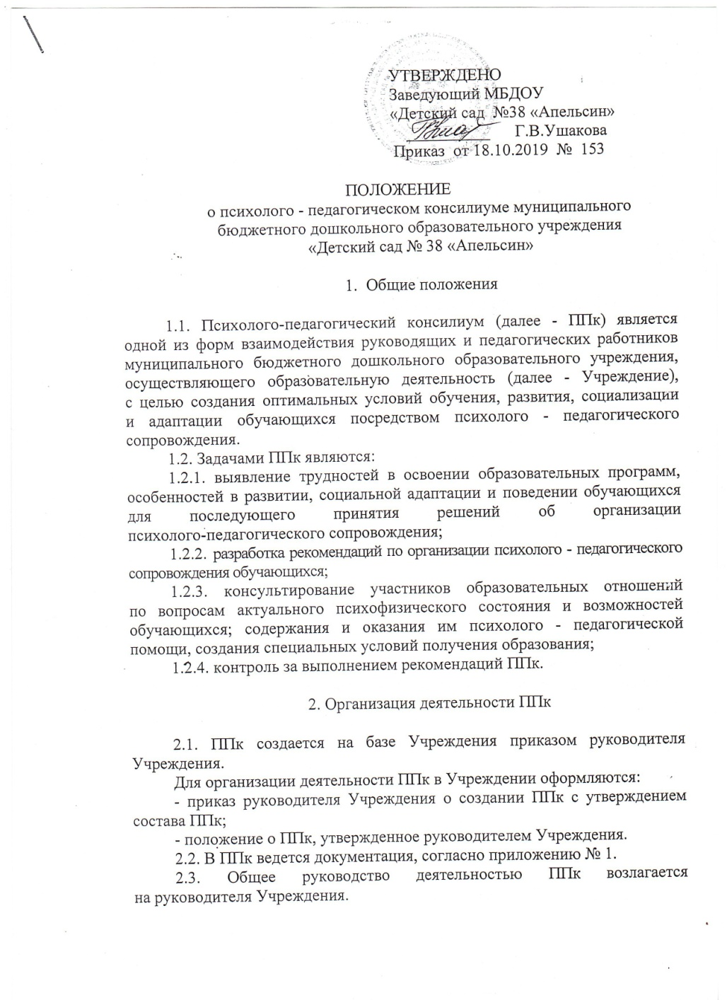 УТВЕРЖДЕНО
Заведующий МБДОУ
«Детский сад №38 «Апельсин»
Г.В.Ушакова
Приказ от 18.10.2019 № 153
ПОЛОЖЕНИЕ
о психолого - педагогическом консилиуме муниципального
бюджетного дошкольного образовательного учреждения
«Детский сад № 38 «Апельсин»
1. Общие положения
1.1. Психолого-педагогический консилиум (далее - ППк) является
одной из форм взаимодействия руководящих и педагогических работников
муниципального бюджетного дошкольного образовательного учреждения,
осуществляющего образовательную деятельность (далее - Учреждение),
с целью создания оптимальных условий обучения, развития, социализации
и адаптации обучающихся посредством психолого - педагогического
сопровождения.
1.2. Задачами ППк являются:
1.2.1. выявление трудностей в освоении образовательных программ,
особенностей в развитии, социальной адаптации и поведении обучающихся
для последующего принятия решений об организации
психолого-педагогического сопровождения;
1.2.2. разработка рекомендаций по организации психолого - педагогического
сопровождения обучающихся;
1.2.3. консультирование участников образовательных отношений
по вопросам актуального психофизического состояния и возможностей
обучающихся; содержания и оказания им психолого - педагогической
помощи, создания специальных условий получения образования;
1.2.4. контроль за выполнением рекомендаций ППк.
2. Организация деятельности ППк
2.1. ППк создается на базе Учреждения приказом руководителя
Учреждения.
Для организации деятельности ППк в Учреждении оформляются:
- приказ руководителя Учреждения о создании ППк с утверждением
состава ППк;
- положение о ППк, утвержденное руководителем Учреждения.
2.2. В ППк ведется документация, согласно приложению № 1.
2.3. Общее руководство деятельностью ППк возлагается
на руководителя Учреждения.